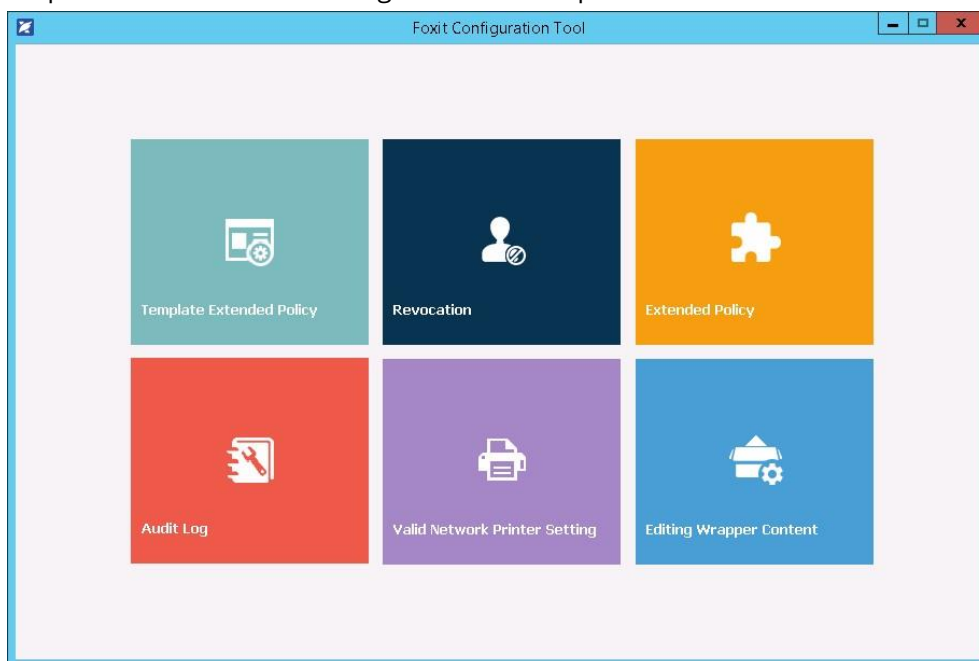 Foxit Configuration Tool
Template Extended Policy
Revocation
Extended Policy
Audit Log
Valid Network Printer Setting
Editing Wrapper Content